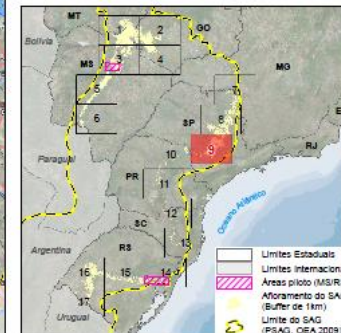 MT
GO
Bolívia
1
2
3
4
MS
MG
5
6
7
8
SP
9
RJ
10
Paraguai
PR
11
Oceano Atlântico
12
SC
13
Argentina
RS
16
15
14
17
Uruguai
Limites Estaduais
Limites Internacion
Áreas piloto (MS/R
Afloramento do SA
(Buffer de 1km)
Limite do SAG
(PSAG, OEA 2009